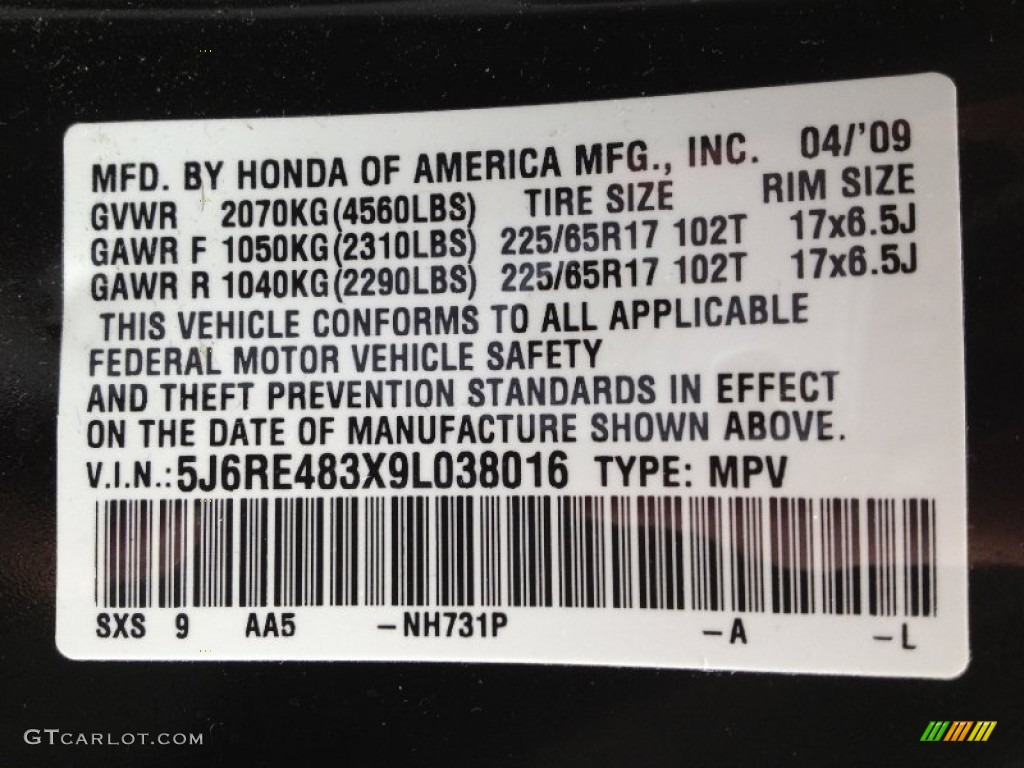 MFD. BY HONDA OF AMERICA MFG., INC. 04/'09
GVWR 2070KG(4560LBS) TIRE SIZE RIM SIZE
GAWR F 1050KG(2310LBS) 225/65R17 102T 17x6.5J
GAWR R 1040KG(2290LBS) 225/65R17 102T 17x6.5J
THIS VEHICLE CONFORMS TO ALL APPLICABLE
FEDERAL MOTOR VEHICLE SAFETY
AND THEFT PREVENTION STANDARDS IN EFFECT
ON THE DATE OF MANUFACTURE SHOWN ABOVE.
V.I.N.:5J6RE483X9L038016 TYPE: MPV
SXS 9 AA5 -NH731P -A -L
GTCARLOT.COM